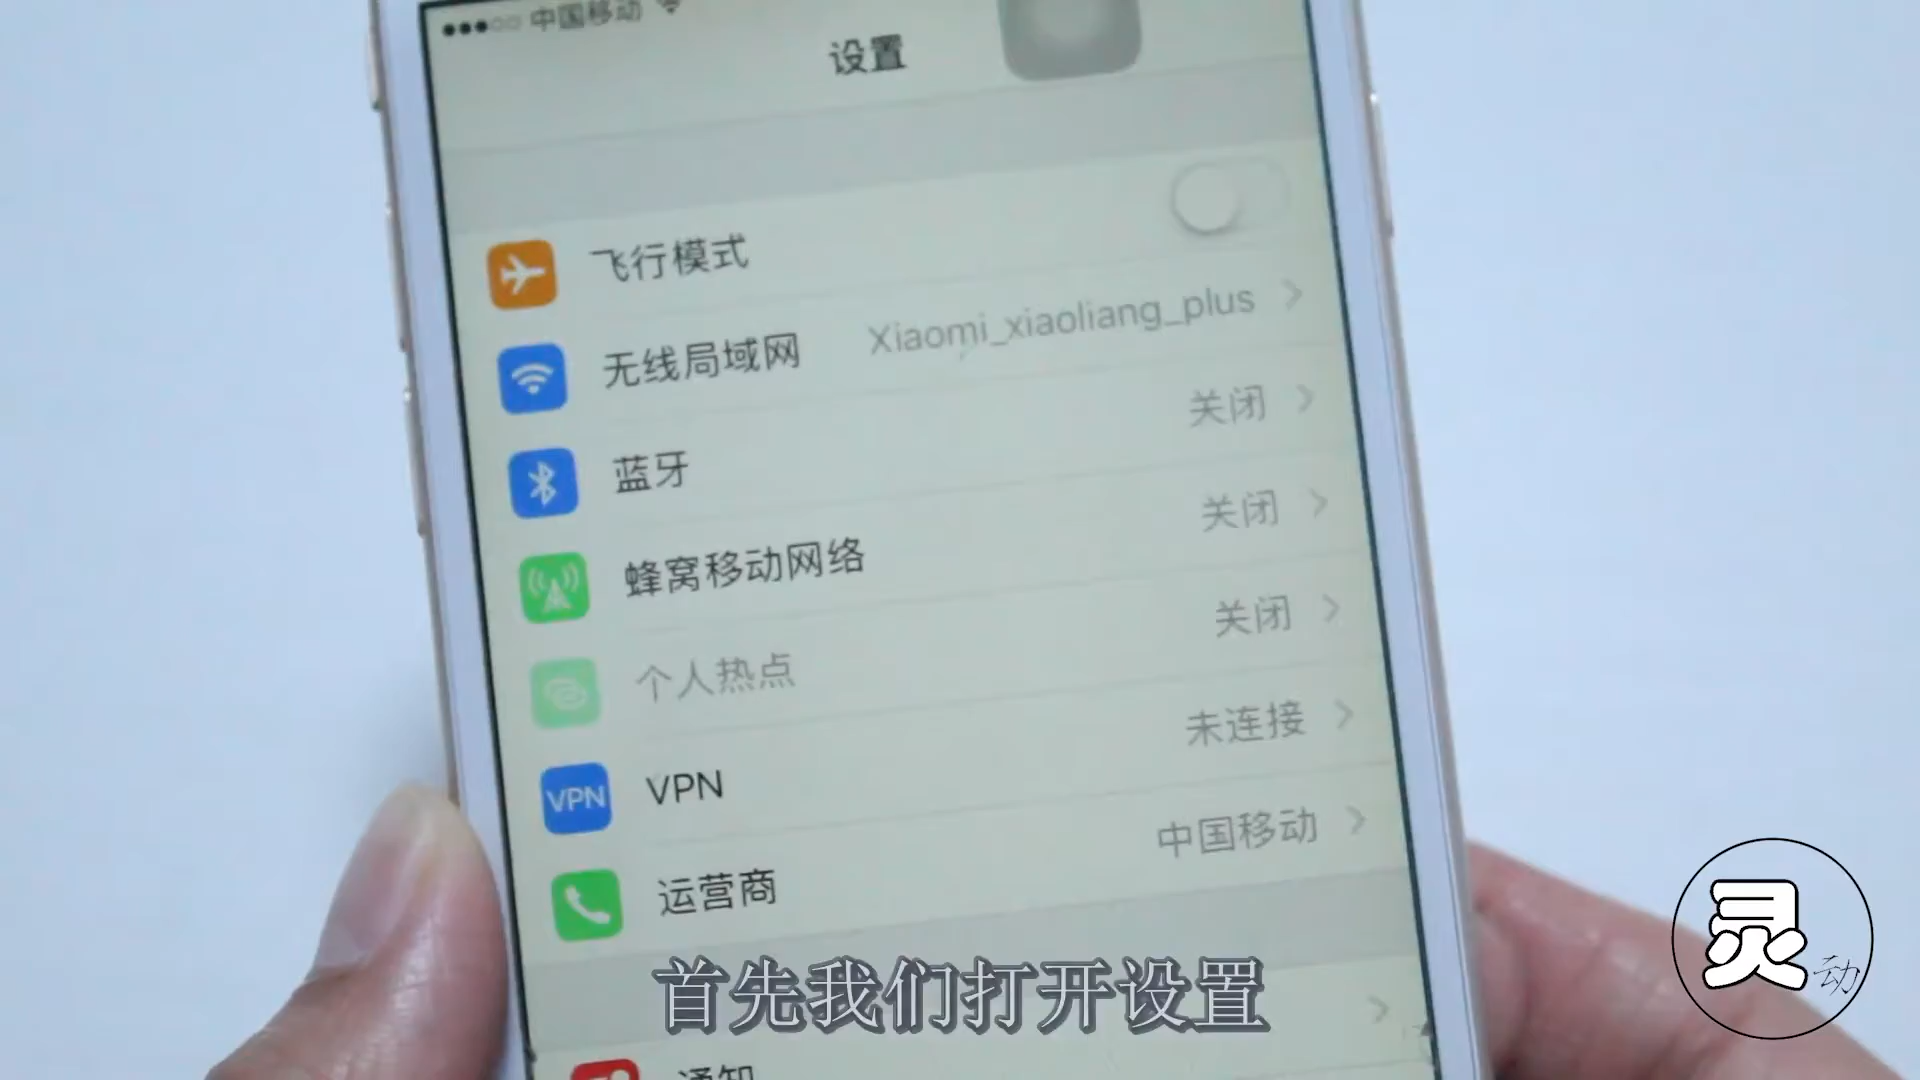 中国移动
设置
飞行模式
无线局域网 Xiaomi_xiaoliang_plus
蓝牙 关闭
蜂窝移动网络 关闭
个人热点 关闭
VPN VPN 未连接
运营商 中国移动
首先我们打开设置
通知
灵动